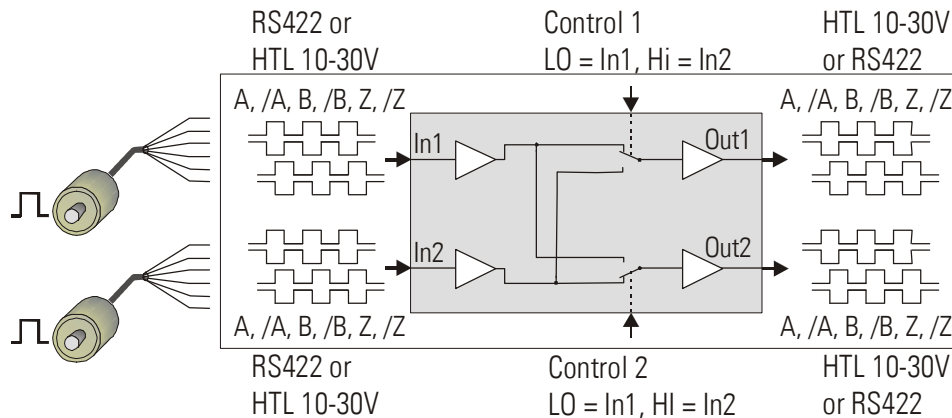 RS422 or
HTL 10-30V
Control 1
LO = In1, Hi = In2
HTL 10-30V
or RS422
A, /A, B, /B, Z, /Z
A, /A, B, /B, Z, /Z
In1
Out1
In2
Out2
A, /A, B, /B, Z, /Z
A, /A, B, /B, Z, /Z
RS422 or
HTL 10-30V
Control 2
LO = In1, HI = In2
HTL 10-30V
or RS422